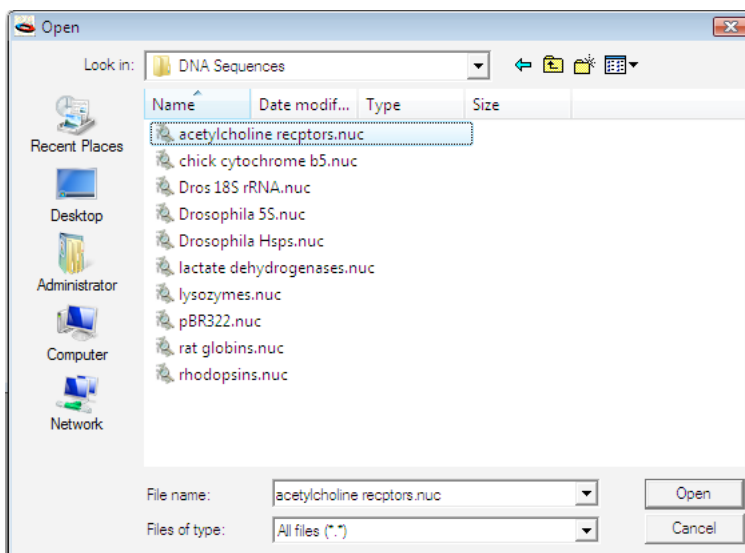 Open
Look in: DNA Sequences
Name Date modif... Type Size
acetylcholine recptors.nuc
chick cytochrome b5.nuc
Dros 18S rRNA.nuc
Drosophila 5S.nuc
Drosophila Hsps.nuc
lactate dehydrogenases.nuc
lysozymes.nuc
pBR322.nuc
rat globins.nuc
rhodopsins.nuc
Recent Places
Desktop
Administrator
Computer
Network
File name: acetylcholine recptors.nuc Open
Files of type: All files (*.*) Cancel